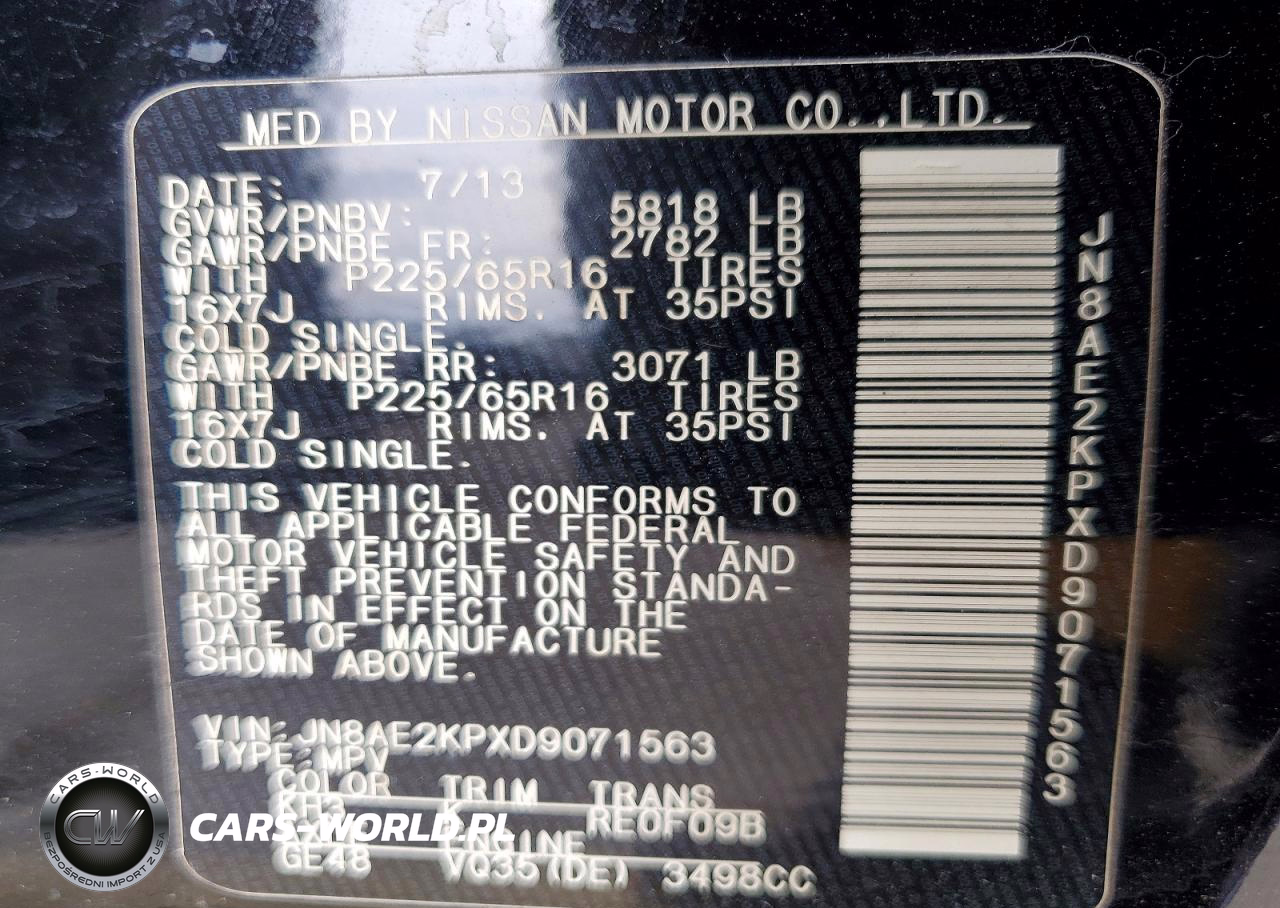 MFD BY NISSAN MOTOR CO.,LTD.
DATE: 7/13
GVWR/PNBV: 5818 LB
GAWR/PNBE FR: 2782 LB
WITH P225/65R16 TIRES
16X7J RIMS. AT 35PSI
COLD SINGLE.
GAWR/PNBE RR: 3071 LB
WITH P225/65R16 TIRES
16X7J RIMS. AT 35PSI
COLD SINGLE.
THIS VEHICLE CONFORMS TO
ALL APPLICABLE FEDERAL
MOTOR VEHICLE SAFETY AND
THEFT PREVENTION STANDA-
RDS IN EFFECT ON THE
DATE OF MANUFACTURE
SHOWN ABOVE.
VIN:JN8AE2KPXD9071563
TYPE:MPV
COLOR TRIM TRANS
KH3 K RE0F09B
ENGINE
GE48 VQ35(DE) 3498CC
JN8AE2KPXD9071563
CARS-WORLD
CW
BEZPOŚREDNI IMPORT Z USA
CARS-WORLD.PL